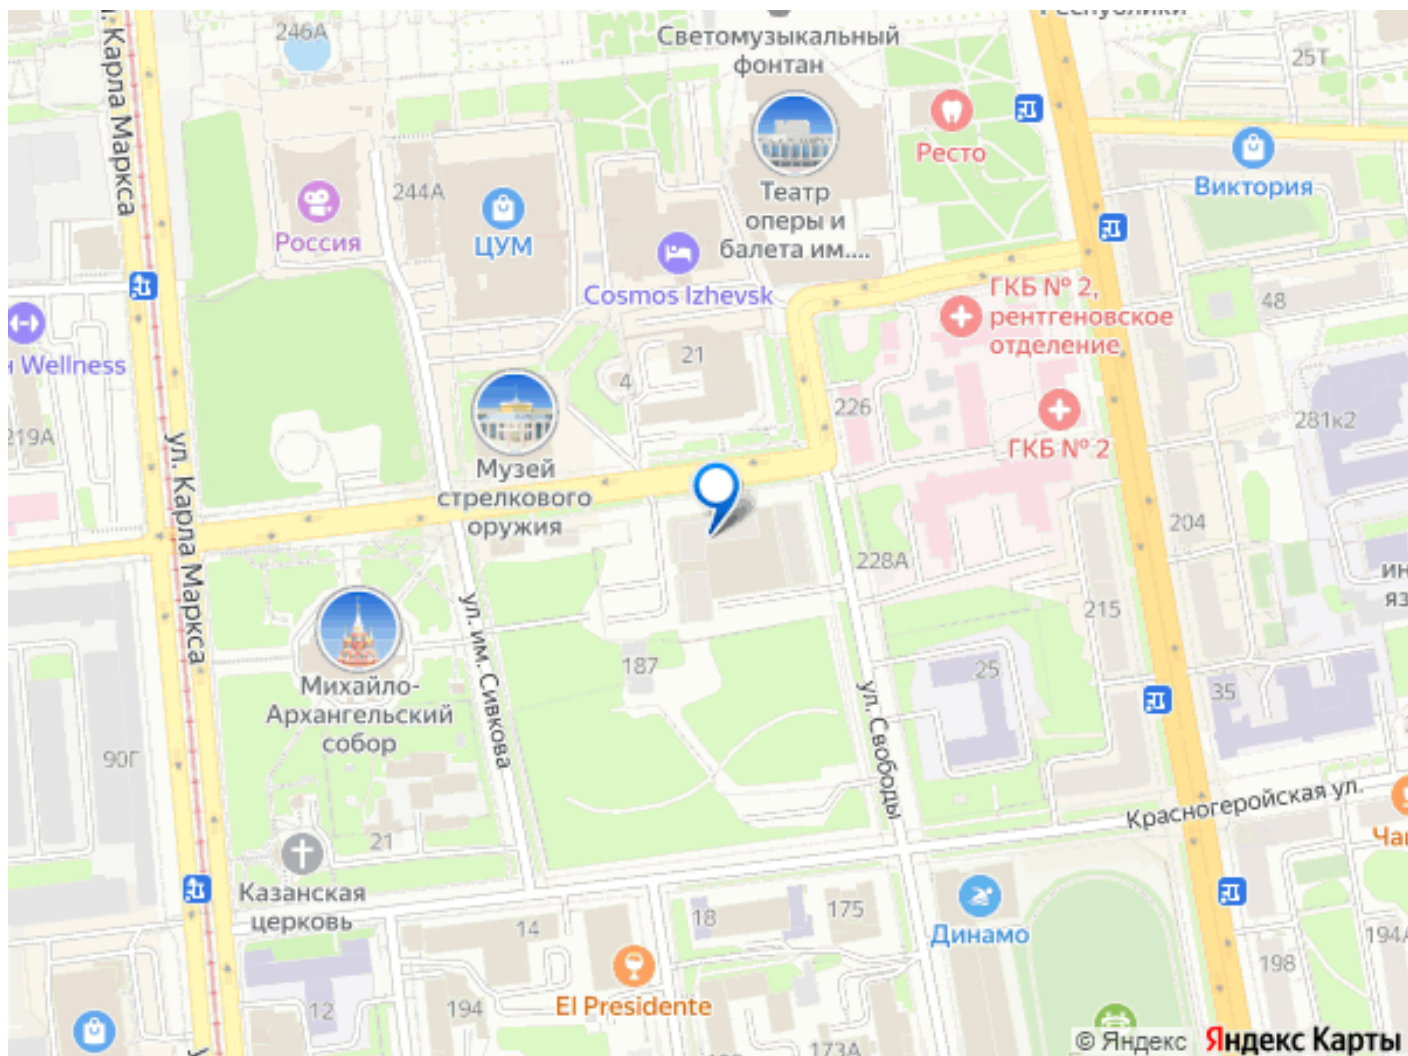 246А
Светомузыкальный
фонтан
25Т
ул. Карла Маркса
Ресто
Виктория
244А
ЦУМ
Россия
Театр
оперы и
балета им....
Cosmos Izhevsk
ГКБ № 2,
рентгеновское
отделение
48
Wellness
21
4
226
281к2
219А
ГКБ № 2
Музей
стрелкового
оружия
ул. Карла Маркса
204
228А
215
ул. им. Сивкова
187
25
35
Михайло-
Архангельский
собор
ул. Свободы
90Г
Красногеройская ул.
21
Казанская
церковь
14
18
175
Динамо
194А
198
El Presidente
12
194
173А
© Яндекс Яндекс Карты